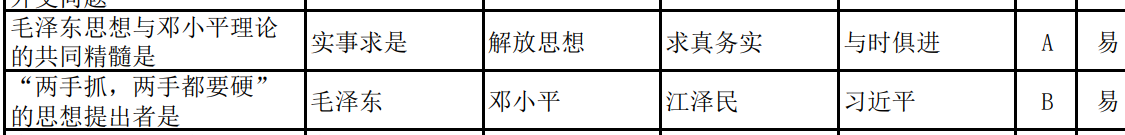 毛泽东思想与邓小平理论
的共同精髓是
实事求是
解放思想
求真务实
与时俱进
A
易
“两手抓，两手都要硬”
的思想提出者是
毛泽东
邓小平
江泽民
习近平
B
易